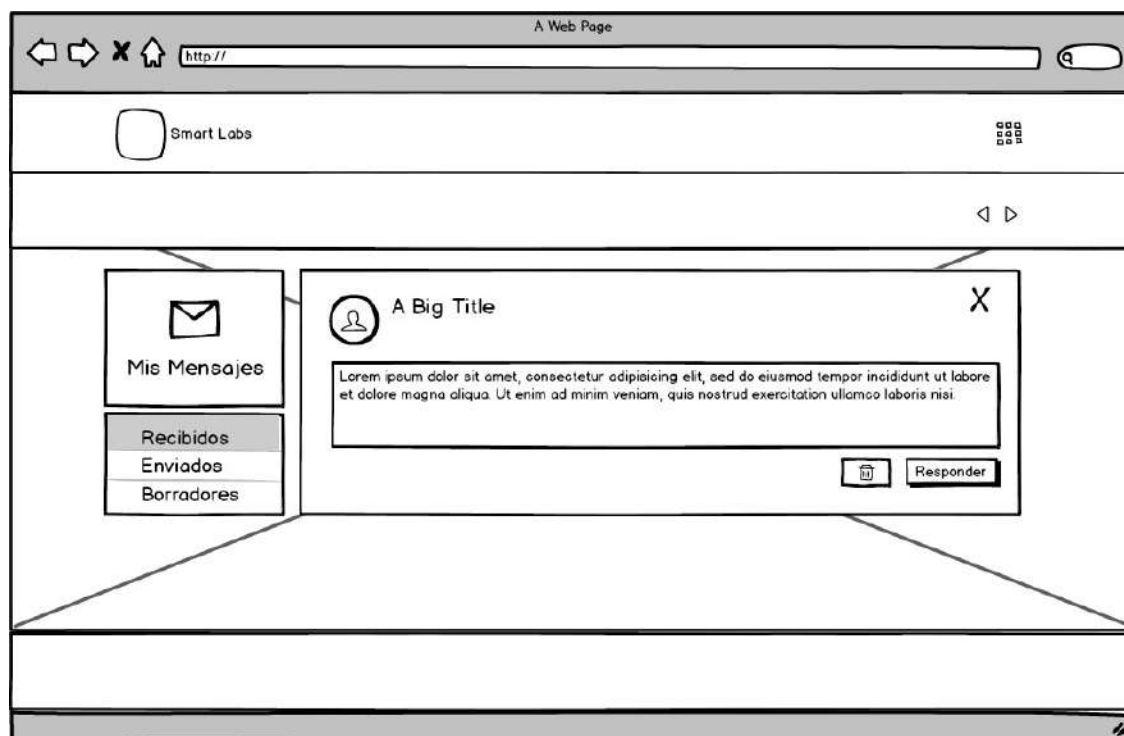 A Web Page
http://
Smart Labs
Mis Mensajes
Recibidos
Enviados
Borradores
A Big Title
Lorem ipsum dolor sit amet, consectetur adipisicing elit, sed do eiusmod tempor incididunt ut labore
et dolore magna aliqua. Ut enim ad minim veniam, quis nostrud exercitation ullamco laboris nisi.
Responder